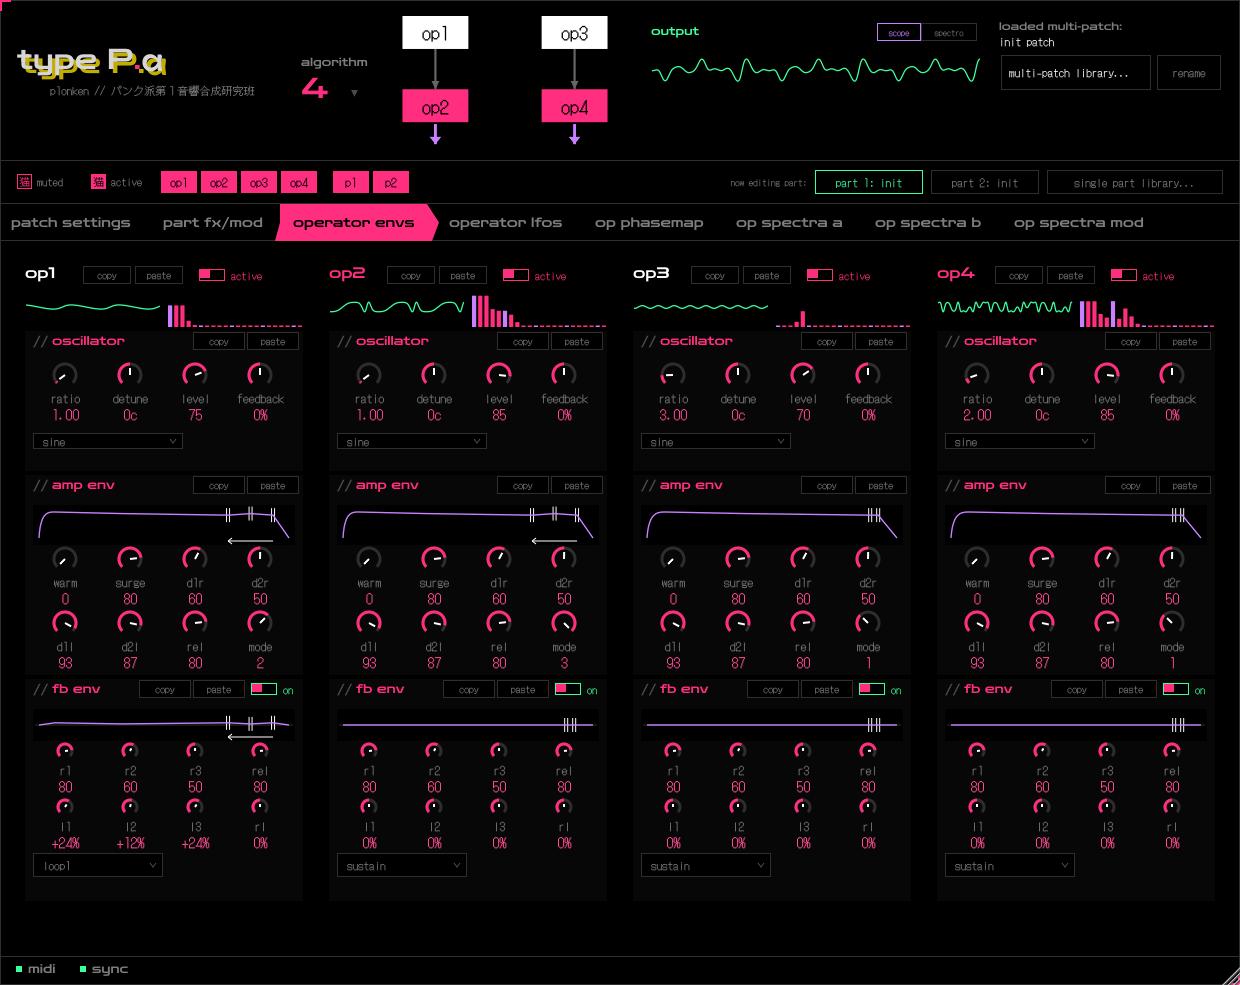 type P.a
plonken // パンク派第１音響合成研究班
algorithm
4
op1
op3
op2
op4
output
scope
spectro
loaded multi-patch:
init patch
multi-patch library...
rename
猫 muted
猫 active
op1 op2 op3 op4 p1 p2
now editing part:
part 1: init
part 2: init
single part library...
patch settings
part fx/mod
operator envs
operator lfos
op phasemap
op spectra a
op spectra b
op spectra mod
op1 copy paste active
// oscillator copy paste
ratio detune level feedback
1.00 0c 75 0%
sine
// amp env copy paste
warm surge d1r d2r
0 80 60 50
d1l d2l rel mode
93 87 80 2
// fb env copy paste on
r1 r2 r3 rel
80 60 50 80
l1 l2 l3 rl
+24% +12% +24% 0%
loop1
op2 copy paste active
// oscillator copy paste
ratio detune level feedback
1.00 0c 85 0%
sine
// amp env copy paste
warm surge d1r d2r
0 80 60 50
d1l d2l rel mode
93 87 80 3
// fb env copy paste on
r1 r2 r3 rel
80 60 50 80
l1 l2 l3 rl
0% 0% 0% 0%
sustain
op3 copy paste active
// oscillator copy paste
ratio detune level feedback
3.00 0c 70 0%
sine
// amp env copy paste
warm surge d1r d2r
0 80 60 50
d1l d2l rel mode
93 87 80 1
// fb env copy paste on
r1 r2 r3 rel
80 60 50 80
l1 l2 l3 rl
0% 0% 0% 0%
sustain
op4 copy paste active
// oscillator copy paste
ratio detune level feedback
2.00 0c 85 0%
sine
// amp env copy paste
warm surge d1r d2r
0 80 60 50
d1l d2l rel mode
93 87 80 1
// fb env copy paste on
r1 r2 r3 rel
80 60 50 80
l1 l2 l3 rl
0% 0% 0% 0%
sustain
midi
sync